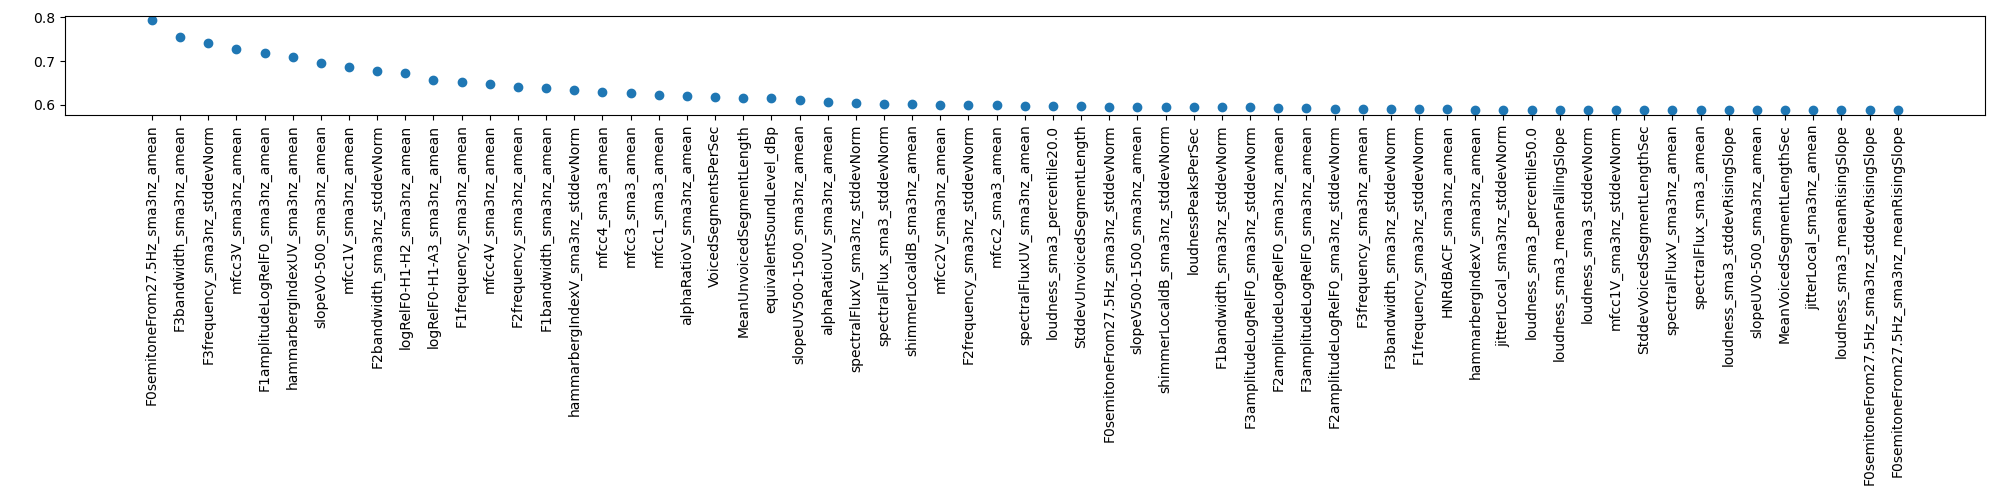 0.8
0.7
0.6
F0semitoneFrom27.5Hz_sma3nz_amean
F3bandwidth_sma3nz_amean
F3frequency_sma3nz_stddevNorm
mfcc3V_sma3nz_amean
F1amplitudeLogRelF0_sma3nz_amean
hammarbergIndexUV_sma3nz_amean
slopeV0-500_sma3nz_amean
mfcc1V_sma3nz_amean
F2bandwidth_sma3nz_stddevNorm
logRelF0-H1-H2_sma3nz_amean
logRelF0-H1-A3_sma3nz_amean
F1frequency_sma3nz_amean
mfcc4V_sma3nz_amean
F2frequency_sma3nz_amean
F1bandwidth_sma3nz_amean
hammarbergIndexV_sma3nz_stddevNorm
mfcc4_sma3_amean
mfcc3_sma3_amean
mfcc1_sma3_amean
alphaRatioV_sma3nz_amean
VoicedSegmentsPerSec
MeanUnvoicedSegmentLength
equivalentSoundLevel_dBp
slopeUV500-1500_sma3nz_amean
alphaRatioUV_sma3nz_amean
spectralFluxV_sma3nz_stddevNorm
spectralFlux_sma3_stddevNorm
shimmerLocaldB_sma3nz_amean
mfcc2V_sma3nz_amean
F2frequency_sma3nz_stddevNorm
mfcc2_sma3_amean
spectralFluxUV_sma3nz_amean
loudness_sma3_percentile20.0
StddevUnvoicedSegmentLength
F0semitoneFrom27.5Hz_sma3nz_stddevNorm
slopeV500-1500_sma3nz_amean
shimmerLocaldB_sma3nz_stddevNorm
loudnessPeaksPerSec
F1bandwidth_sma3nz_stddevNorm
F3amplitudeLogRelF0_sma3nz_stddevNorm
F2amplitudeLogRelF0_sma3nz_amean
F3amplitudeLogRelF0_sma3nz_amean
F2amplitudeLogRelF0_sma3nz_stddevNorm
F3frequency_sma3nz_amean
F3bandwidth_sma3nz_stddevNorm
F1frequency_sma3nz_stddevNorm
HNRdBACF_sma3nz_amean
hammarbergIndexV_sma3nz_amean
jitterLocal_sma3nz_stddevNorm
loudness_sma3_percentile50.0
loudness_sma3_meanFallingSlope
loudness_sma3_stddevNorm
mfcc1V_sma3nz_stddevNorm
StddevVoicedSegmentLengthSec
spectralFluxV_sma3nz_amean
spectralFlux_sma3_amean
loudness_sma3_stddevRisingSlope
slopeUV0-500_sma3nz_amean
MeanVoicedSegmentLengthSec
jitterLocal_sma3nz_amean
loudness_sma3_meanRisingSlope
F0semitoneFrom27.5Hz_sma3nz_stddevRisingSlope
F0semitoneFrom27.5Hz_sma3nz_meanRisingSlope